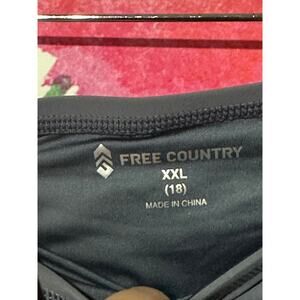 FREE COUNTRY
XXL
(18)
MADE IN CHINA